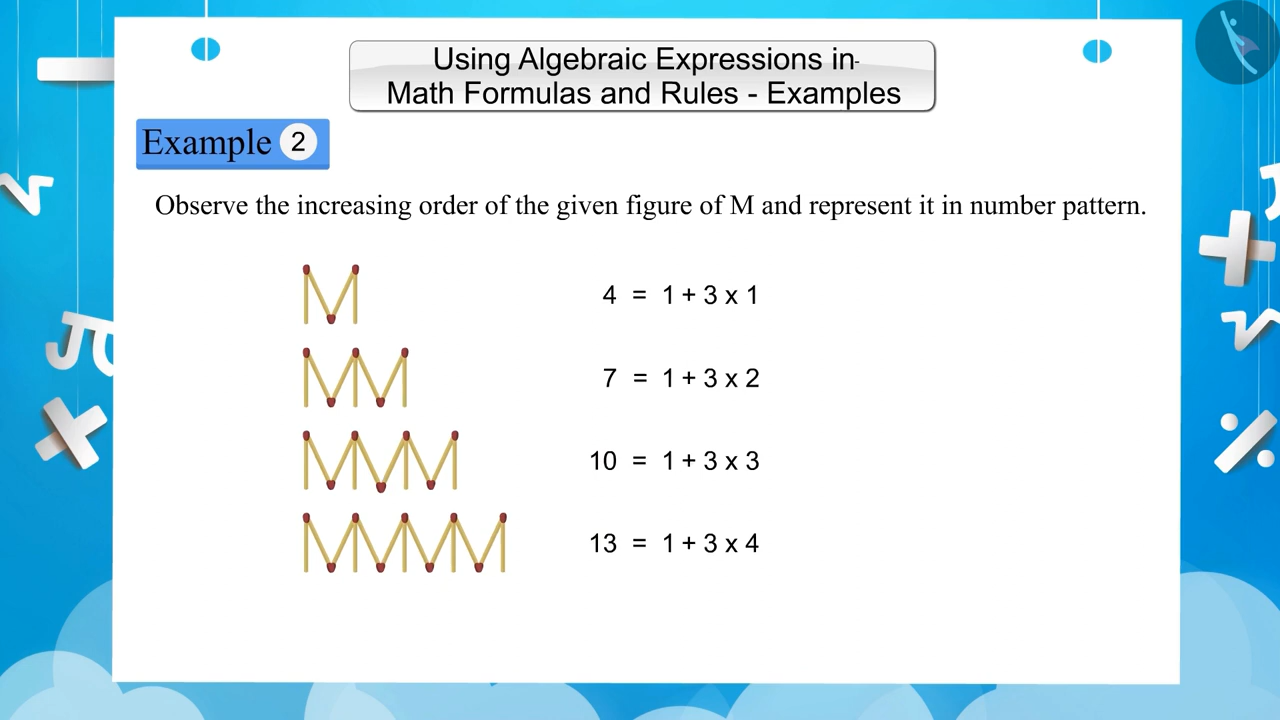 Using Algebraic Expressions in-
Math Formulas and Rules - Examples
Example 2
Observe the increasing order of the given figure of M and represent it in number pattern.
4 = 1 + 3 x 1
7 = 1 + 3 x 2
10 = 1 + 3 x 3
13 = 1 + 3 x 4